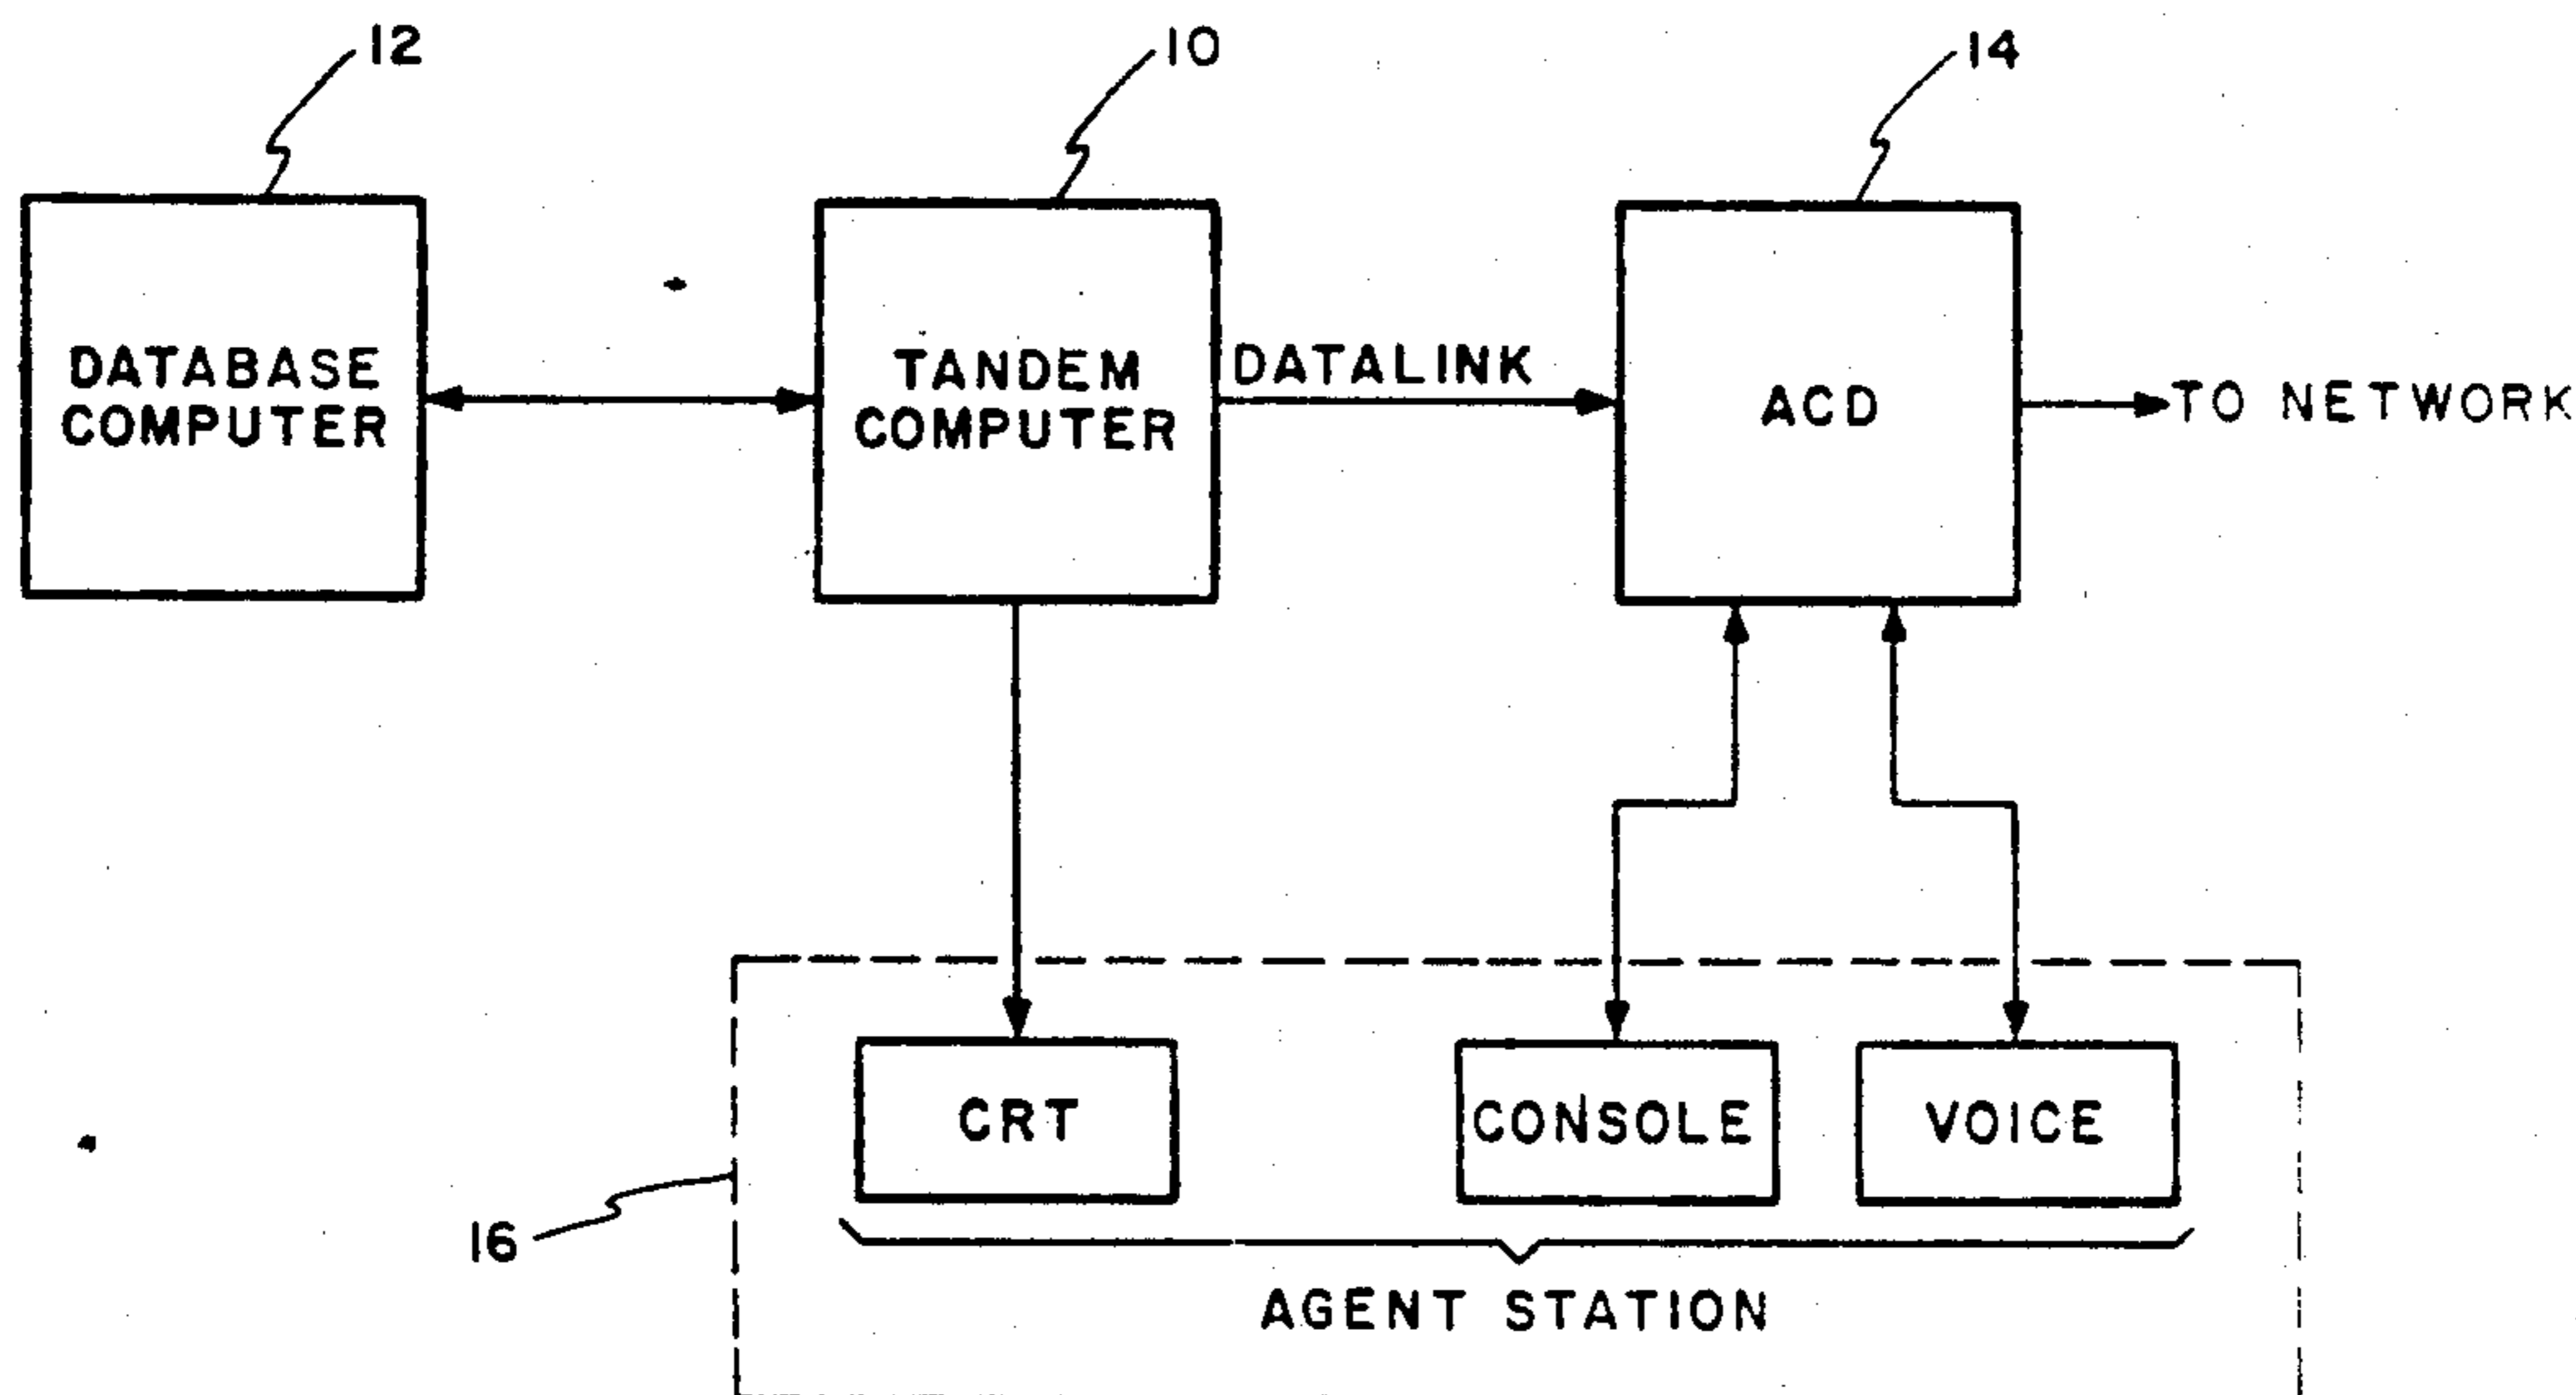 12
10
14
DATABASE
COMPUTER
TANDEM
COMPUTER
DATALINK
ACD
TO NETWORK
CRT
CONSOLE
VOICE
16
AGENT STATION